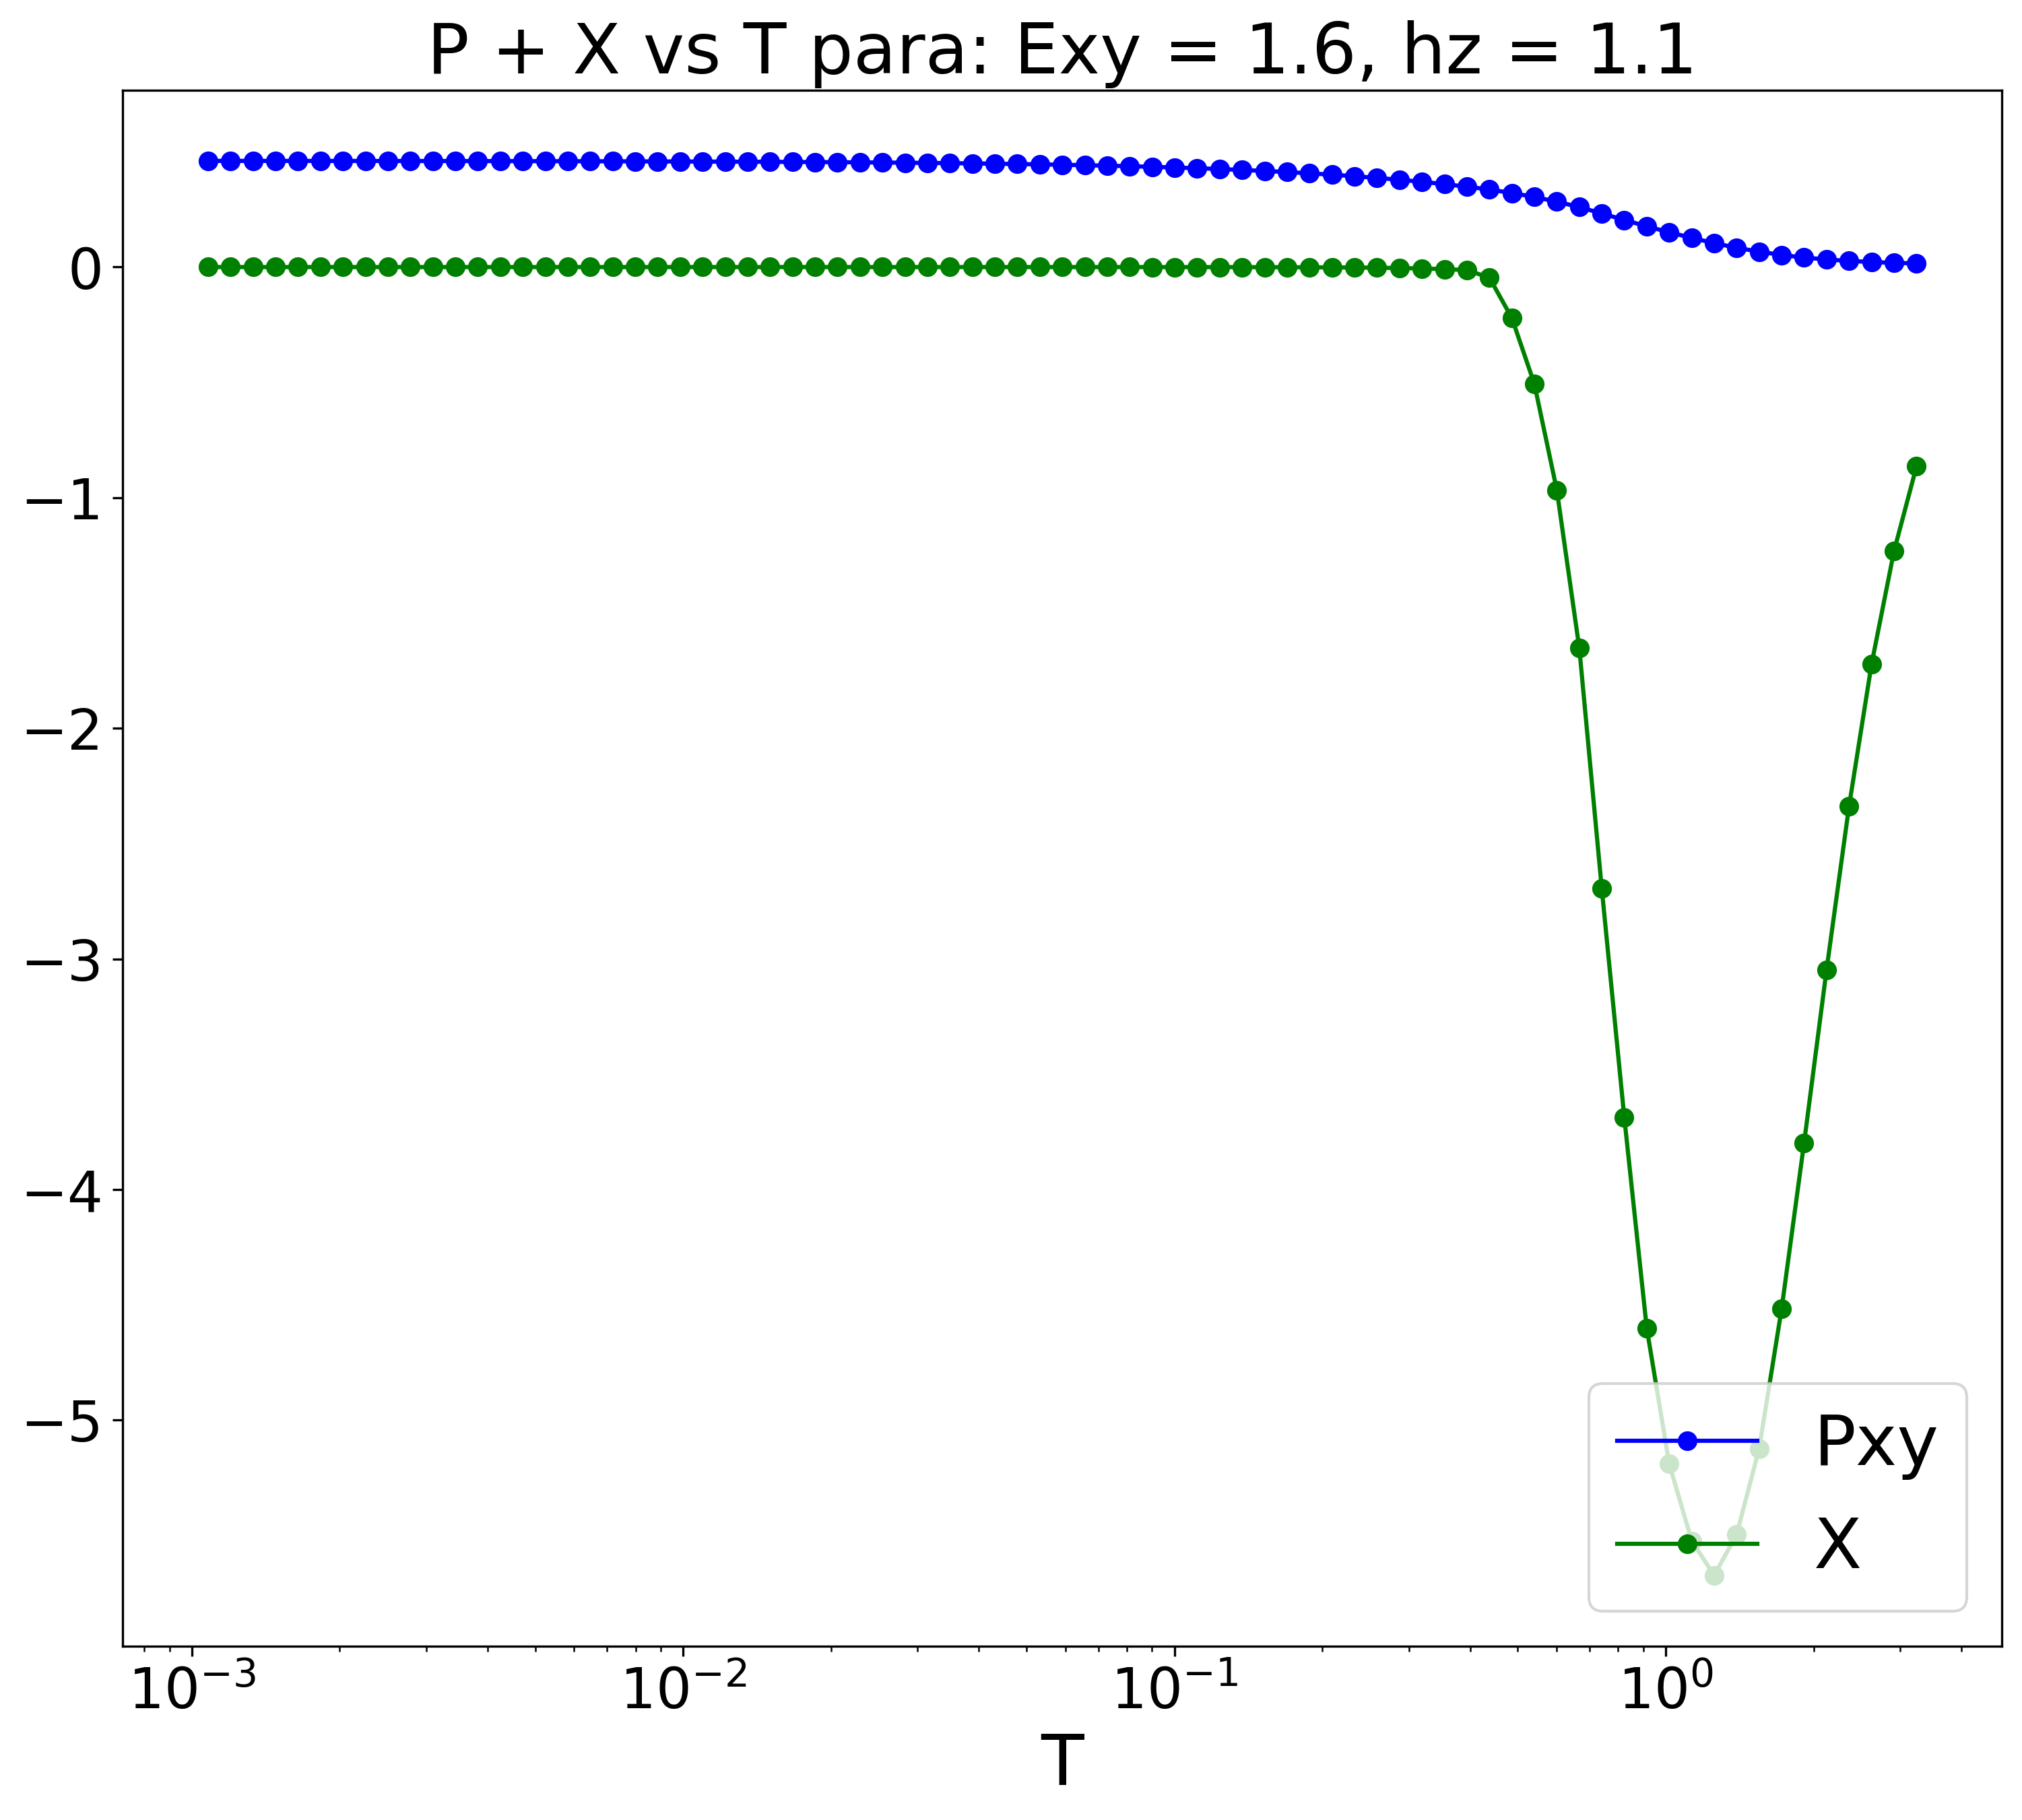 P + X vs T para: Exy = 1.6, hz = 1.1
0
−1
−2
−3
−4
−5
Pxy
X
10⁻³ 10⁻² 10⁻¹ 10⁰
T